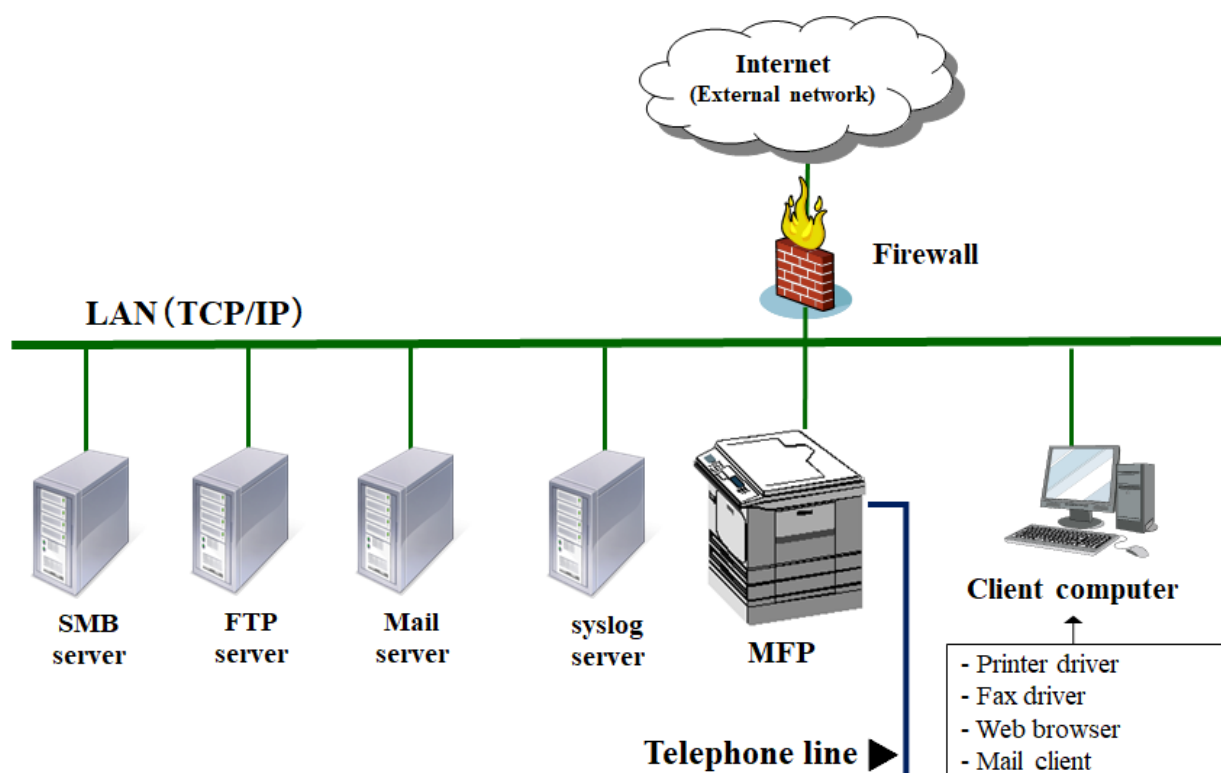 Internet
(External network)
Firewall
LAN（TCP/IP）
SMB
server
FTP
server
Mail
server
syslog
server
MFP
Client computer
- Printer driver
- Fax driver
- Web browser
- Mail client
Telephone line